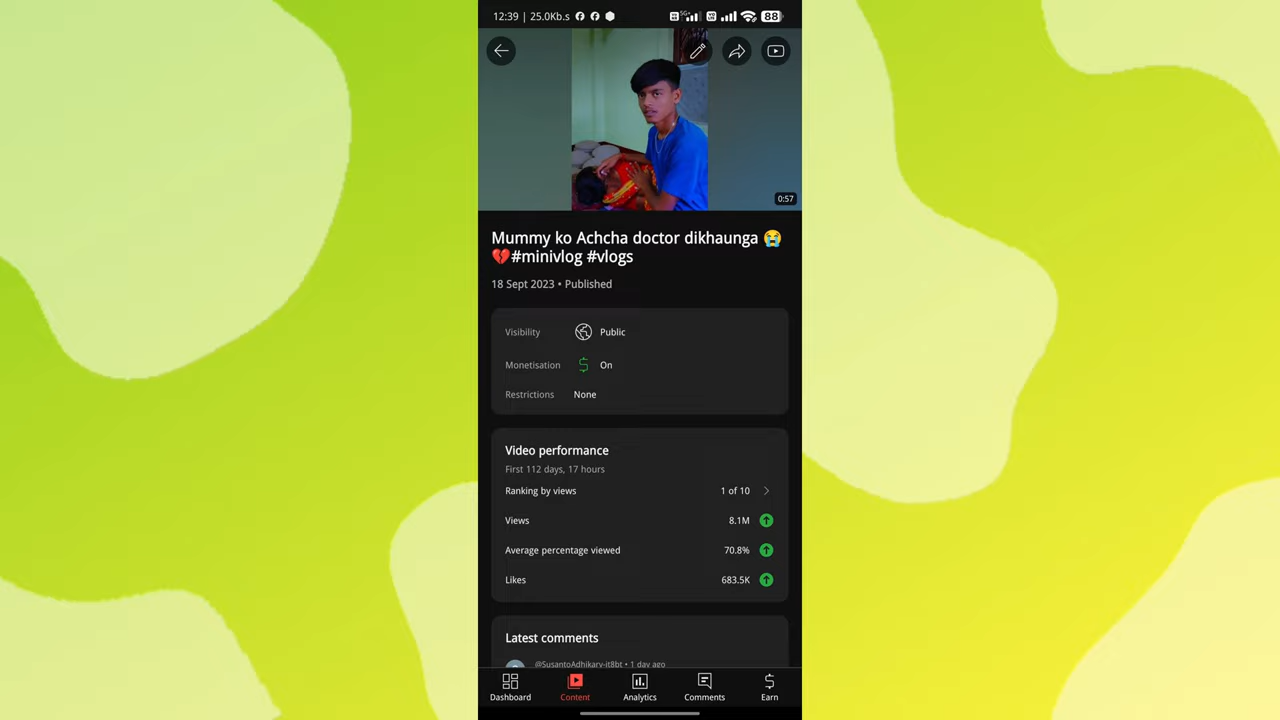 12:39 | 25.0Kb.s
88
0:57
Mummy ko Achcha doctor dikhaunga 😭
💔#minivlog #vlogs
18 Sept 2023 • Published
Visibility Public
Monetisation On
Restrictions None
Video performance
First 112 days, 17 hours
Ranking by views 1 of 10
Views 8.1M
Average percentage viewed 70.8%
Likes 683.5K
Latest comments
@SusantoAdhikary-it8bt • 1 day ago
Dashboard Content Analytics Comments Earn